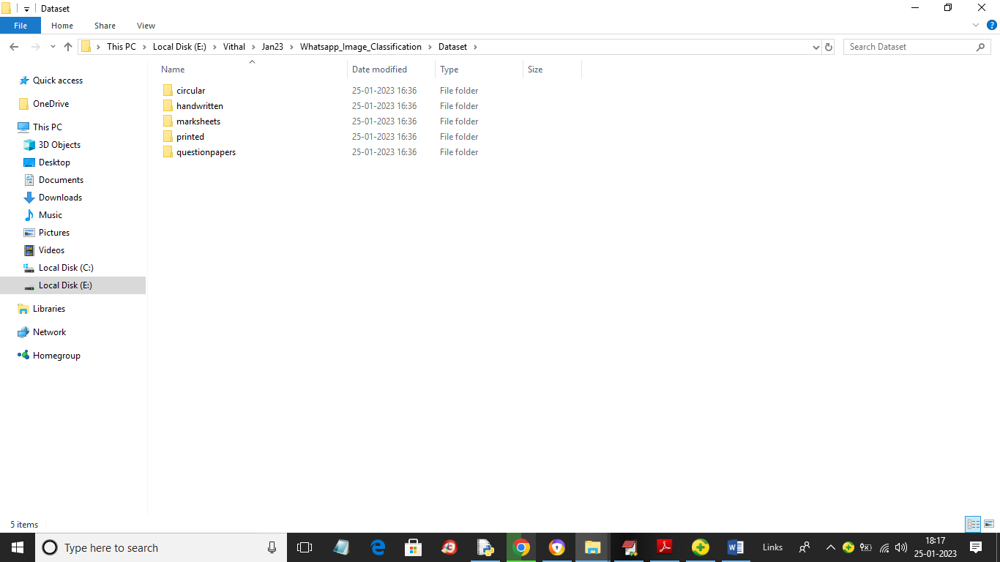 Dataset
File Home Share View
This PC Local Disk (E:) Vithal Jan23 Whatsapp_Image_Classification Dataset Search Dataset
Name Date modified Type Size
circular 25-01-2023 16:36 File folder
handwritten 25-01-2023 16:36 File folder
marksheets 25-01-2023 16:36 File folder
printed 25-01-2023 16:36 File folder
questionpapers 25-01-2023 16:36 File folder
Quick access
OneDrive
This PC
3D Objects
Desktop
Documents
Downloads
Music
Pictures
Videos
Local Disk (C:)
Local Disk (E:)
Libraries
Network
Homegroup
5 items
Type here to search
Links
18:17
25-01-2023